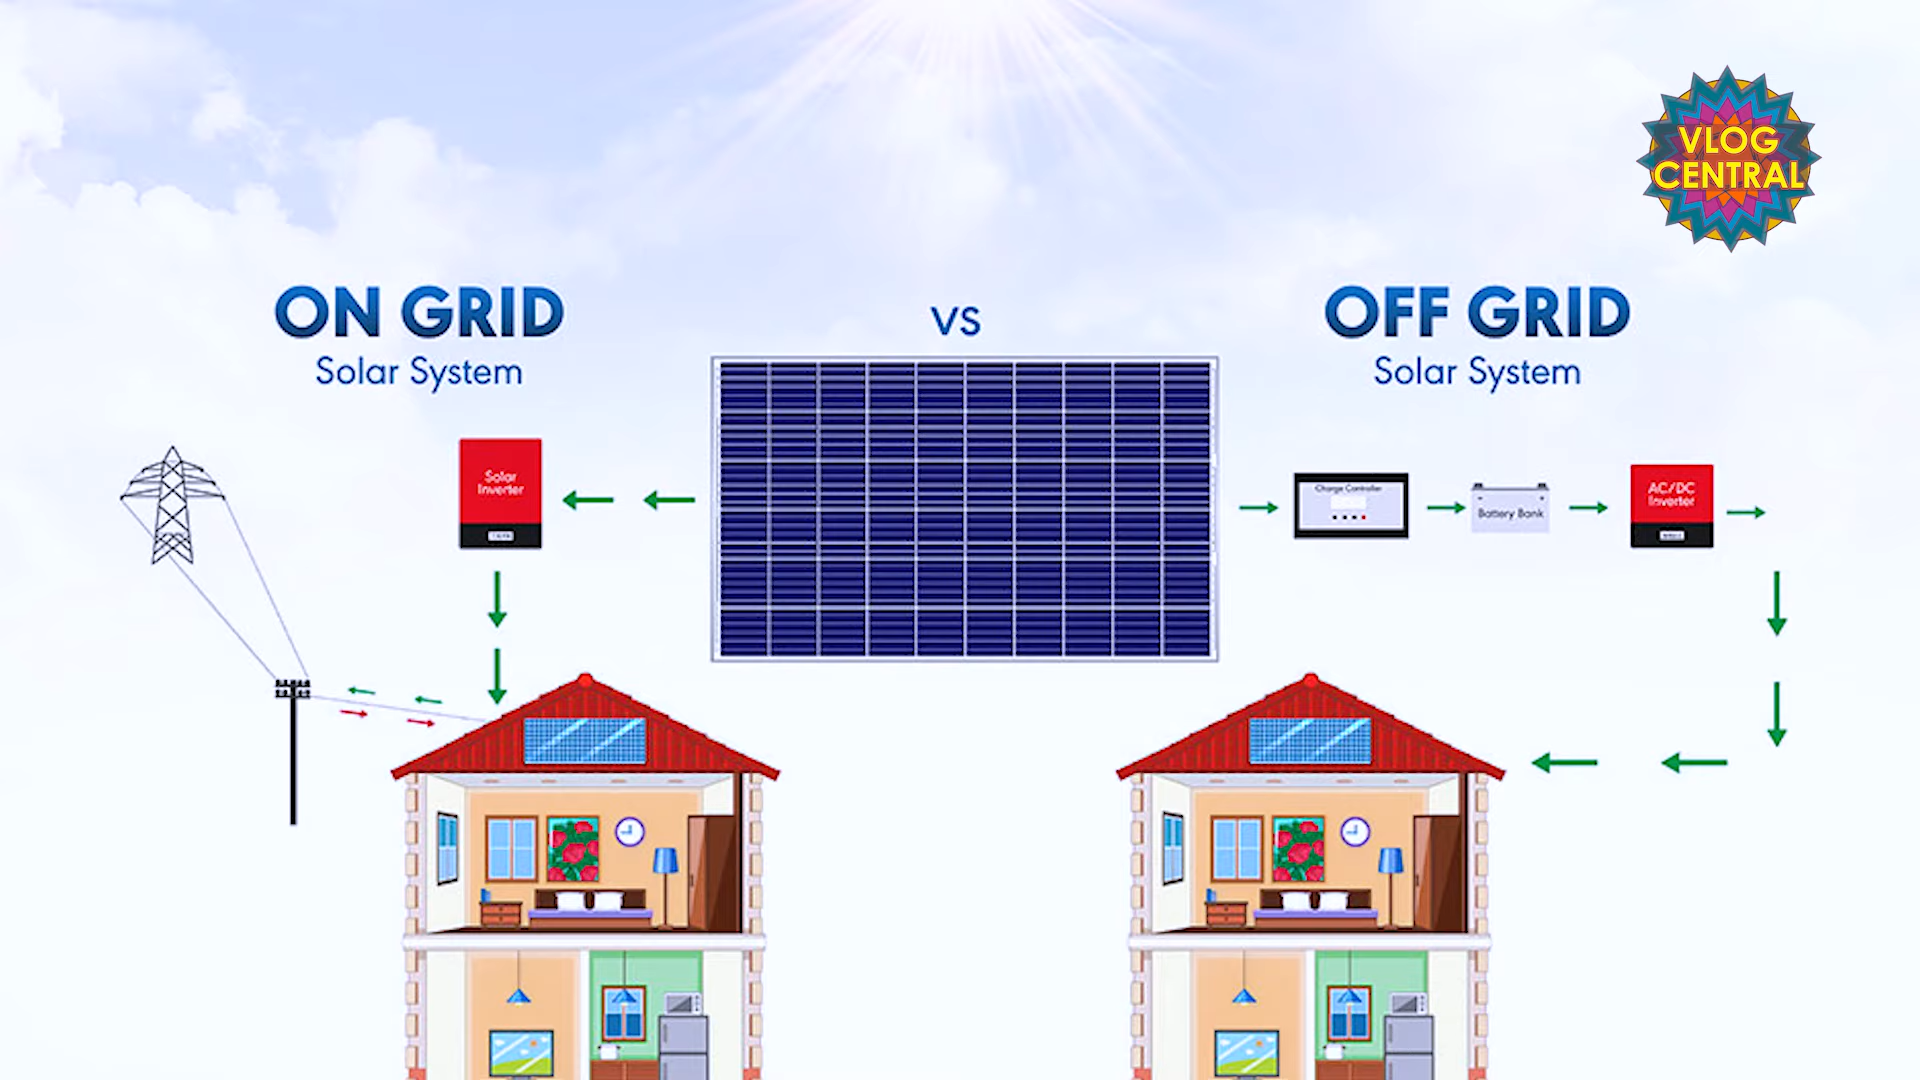 VLOG
CENTRAL
ON GRID
Solar System
VS
OFF GRID
Solar System
Solar
Inverter
Charge Controller
Battery Bank
AC/DC
Inverter